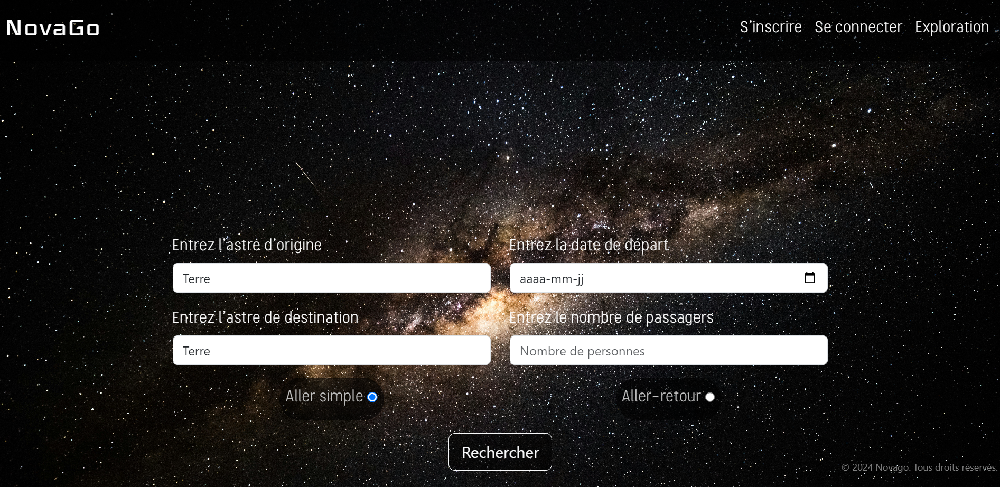 NovaGo
S'inscrire Se connecter Exploration
Entrez l'astre d'origine
Terre
Entrez la date de départ
aaaa-mm-jj
Entrez l'astre de destination
Terre
Entrez le nombre de passagers
Nombre de personnes
Aller simple
Aller-retour
Rechercher
© 2024 Novago. Tous droits réservés.